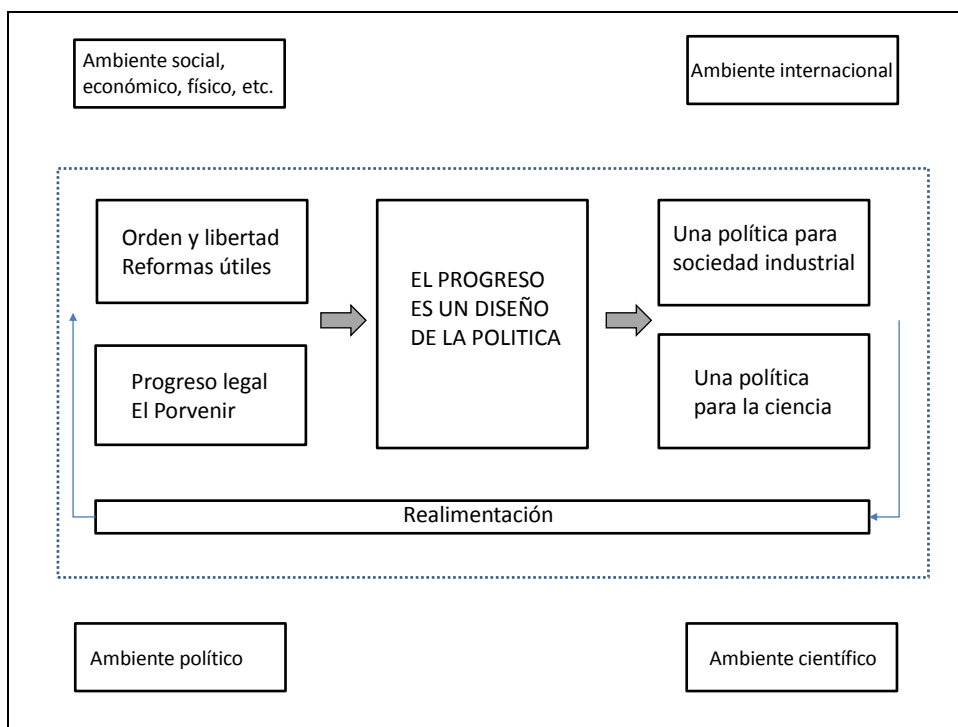 Ambiente social,
económico, físico, etc.
Ambiente internacional
Orden y libertad
Reformas útiles
Progreso legal
El Porvenir
EL PROGRESO
ES UN DISEÑO
DE LA POLITICA
Una política para
sociedad industrial
Una política
para la ciencia
Realimentación
Ambiente político
Ambiente científico